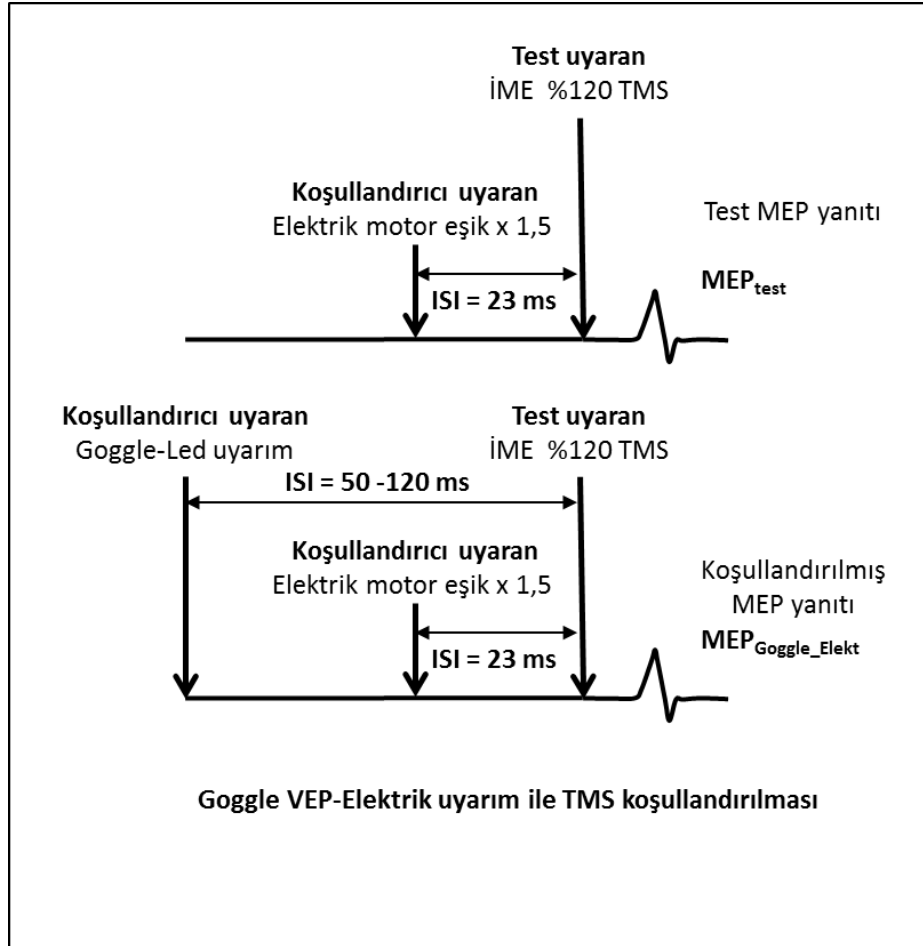 Test uyaran
İME %120 TMS
Koşullandırıcı uyaran
Elektrik motor eşik x 1,5
ISI = 23 ms
Test MEP yanıtı
MEPtest
Koşullandırıcı uyaran
Goggle-Led uyarım
Test uyaran
İME %120 TMS
ISI = 50 -120 ms
Koşullandırıcı uyaran
Elektrik motor eşik x 1,5
ISI = 23 ms
Koşullandırılmış
MEP yanıtı
MEPGoggle_Elekt
Goggle VEP-Elektrik uyarım ile TMS koşullandırılması